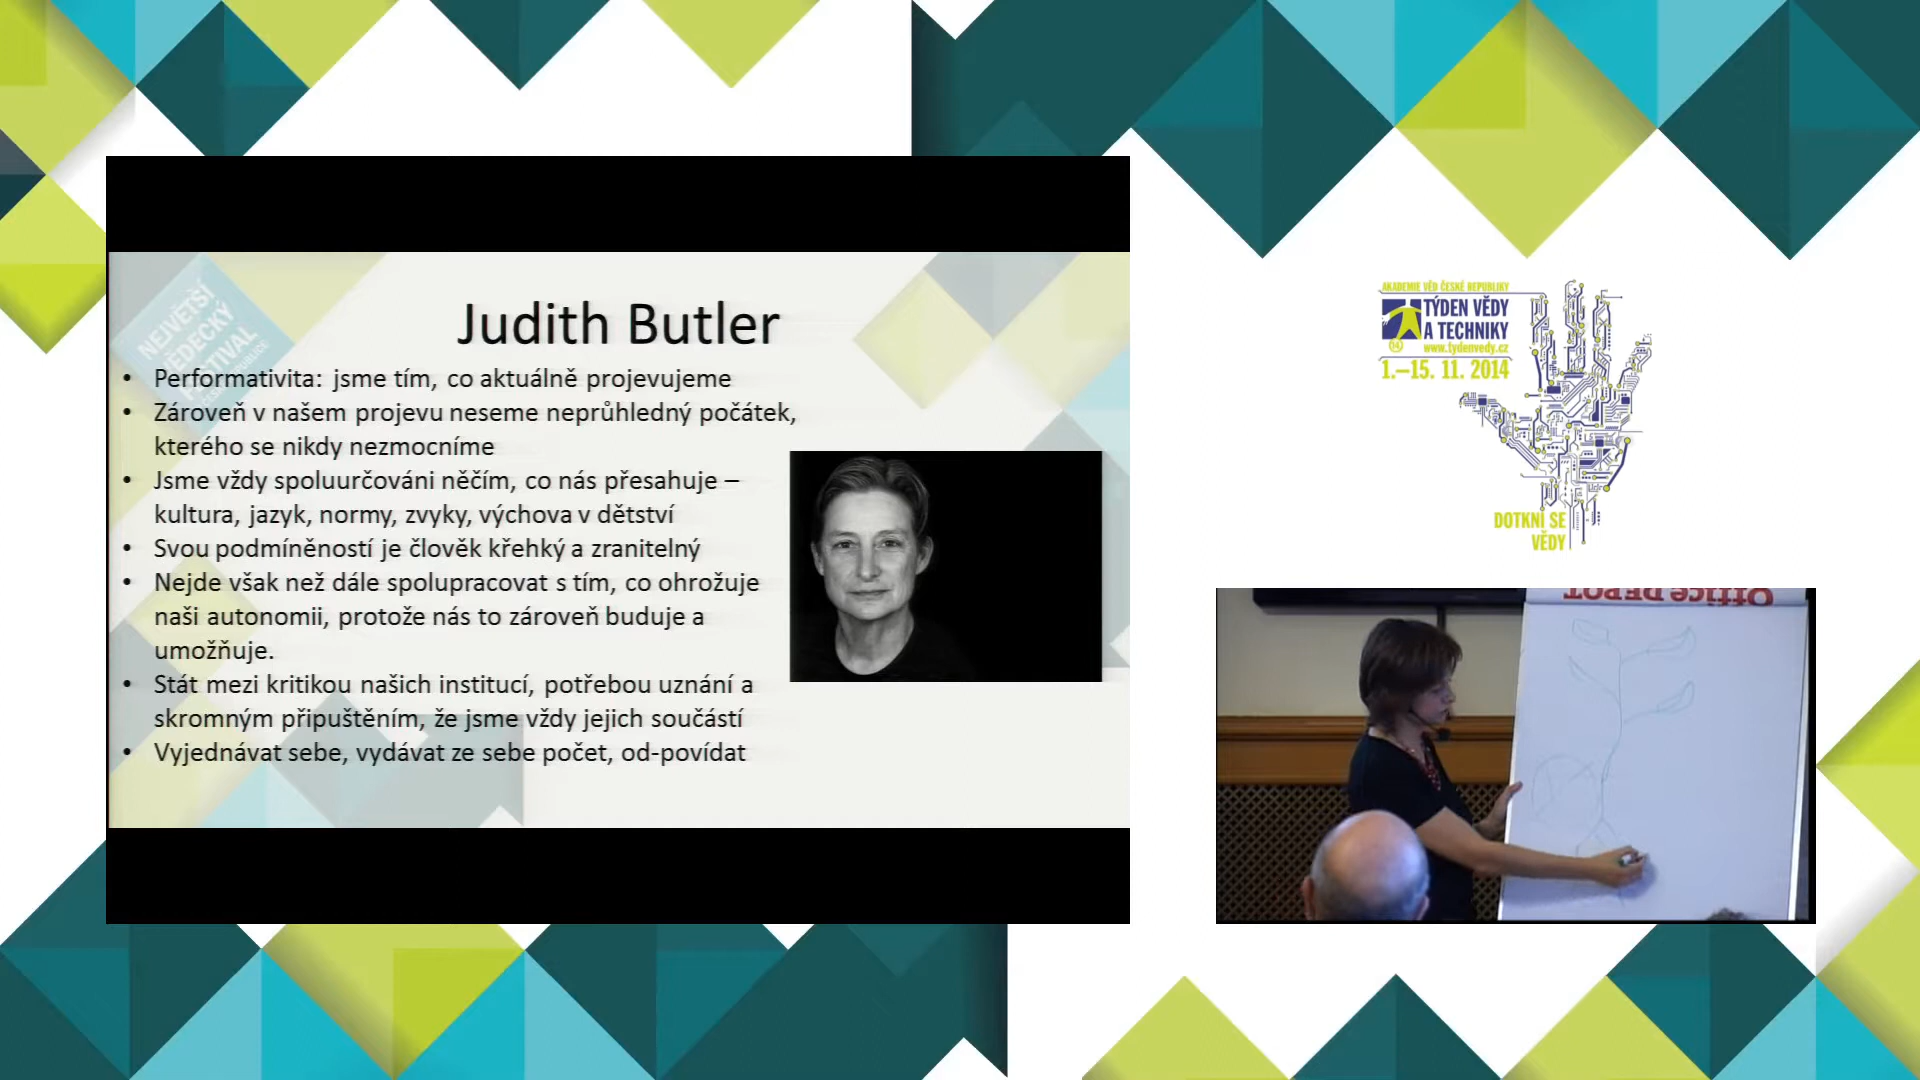 Judith Butler
• Performativita: jsme tím, co aktuálně projevujeme
• Zároveň v našem projevu neseme neprůhledný počátek,
kterého se nikdy nezmocníme
• Jsme vždy spoluurčováni něčím, co nás přesahuje –
kultura, jazyk, normy, zvyky, výchova v dětství
• Svou podmíněností je člověk křehký a zranitelný
• Nejde však než dále spolupracovat s tím, co ohrožuje
naši autonomii, protože nás to zároveň buduje a
umožňuje.
• Stát mezi kritikou našich institucí, potřebou uznání a
skromným připuštěním, že jsme vždy jejich součástí
• Vyjednávat sebe, vydávat ze sebe počet, od-povídat
NEJVĚTŠÍ
VĚDECKÝ
FESTIVAL
AKADEMIE VĚD ČESKÉ REPUBLIKY
TÝDEN VĚDY
A TECHNIKY
www.tydenvedy.cz
1.–15. 11. 2014
DOTKNI SE
VĚDY
Office DEPOT